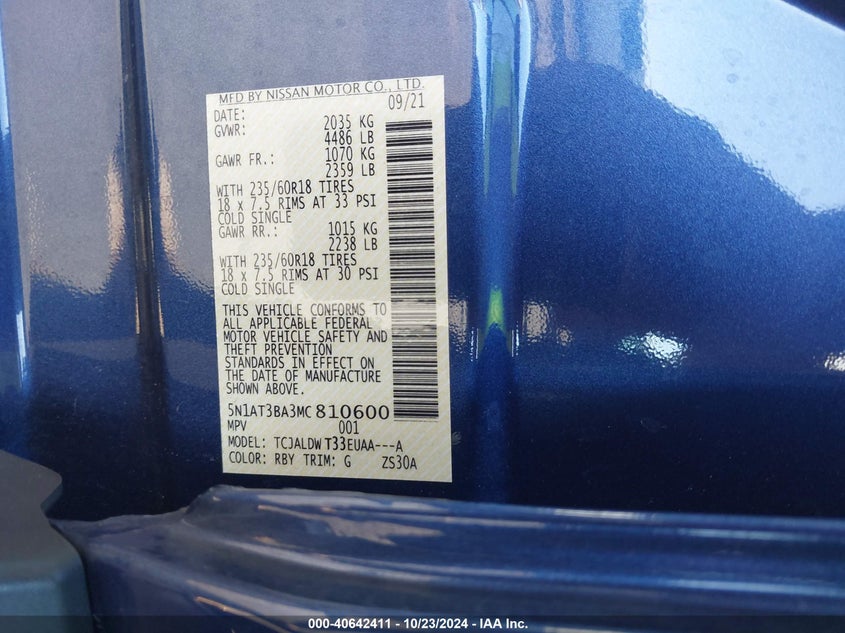 MFD BY NISSAN MOTOR CO., LTD.
DATE: 09/21
GVWR: 2035 KG
4486 LB
GAWR FR.: 1070 KG
2359 LB
WITH 235/60R18 TIRES
18 x 7.5 RIMS AT 33 PSI
COLD SINGLE
GAWR RR.: 1015 KG
2238 LB
WITH 235/60R18 TIRES
18 x 7.5 RIMS AT 30 PSI
COLD SINGLE
THIS VEHICLE CONFORMS TO
ALL APPLICABLE FEDERAL
MOTOR VEHICLE SAFETY AND
THEFT PREVENTION
STANDARDS IN EFFECT ON
THE DATE OF MANUFACTURE
SHOWN ABOVE.
5N1AT3BA3MC810600
MPV 001
MODEL: TCJALDWT33EUAA---A
COLOR: RBY TRIM: G ZS30A
000-40642411 - 10/23/2024 - IAA Inc.